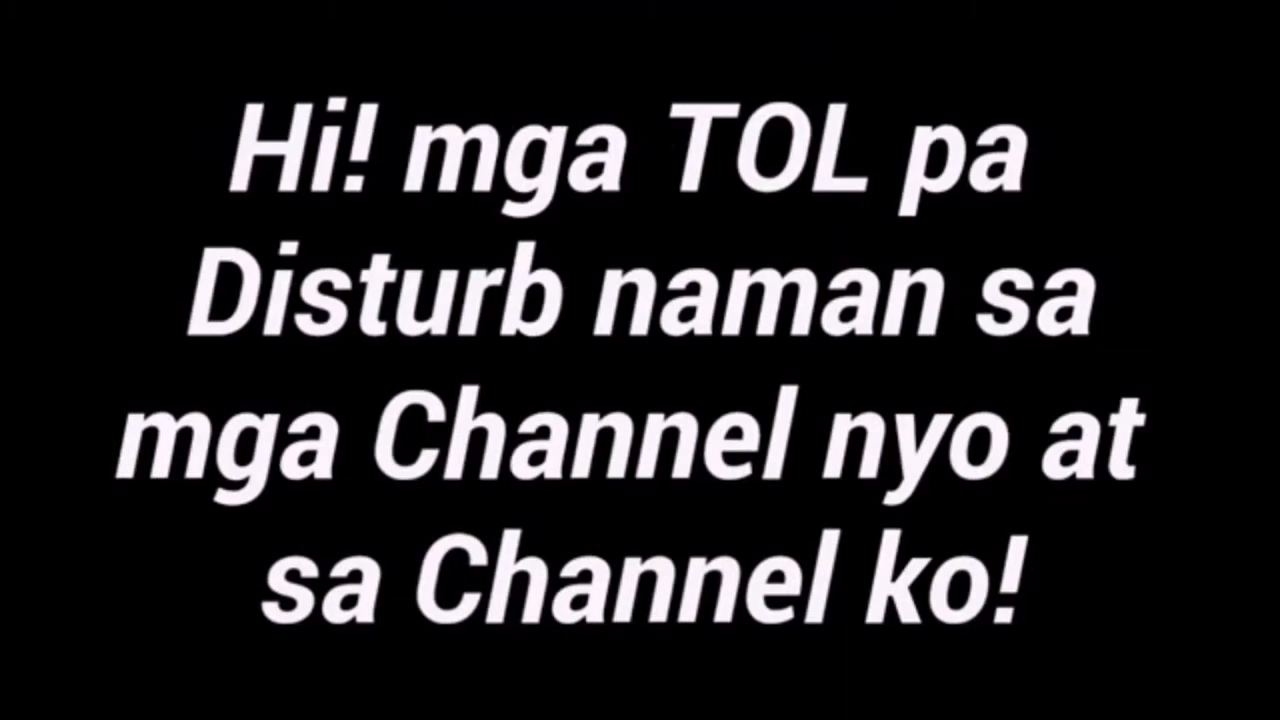 Hi! mga TOL pa
Disturb naman sa
mga Channel nyo at
sa Channel ko!